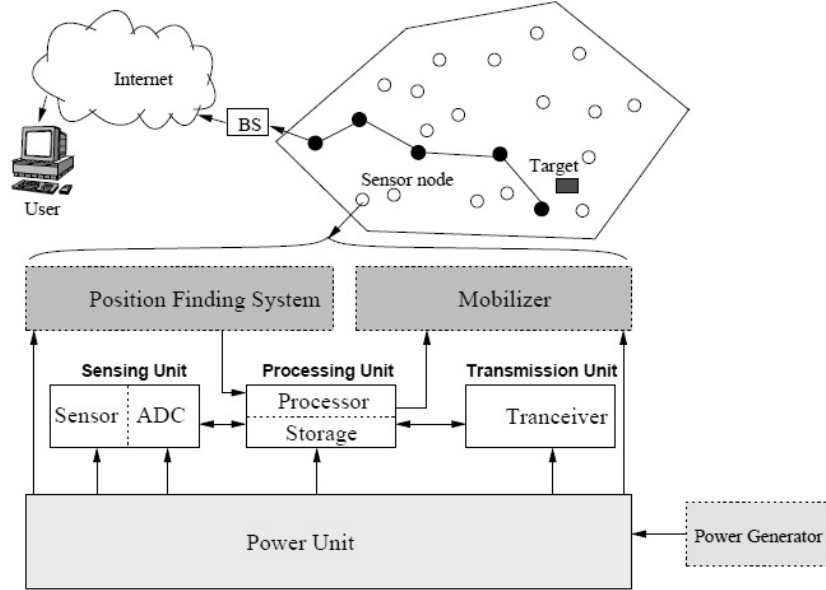 Internet
BS
User
Sensor node
Target
Position Finding System
Mobilizer
Sensing Unit
Processing Unit
Transmission Unit
Sensor
ADC
Processor
Storage
Tranceiver
Power Unit
Power Generator